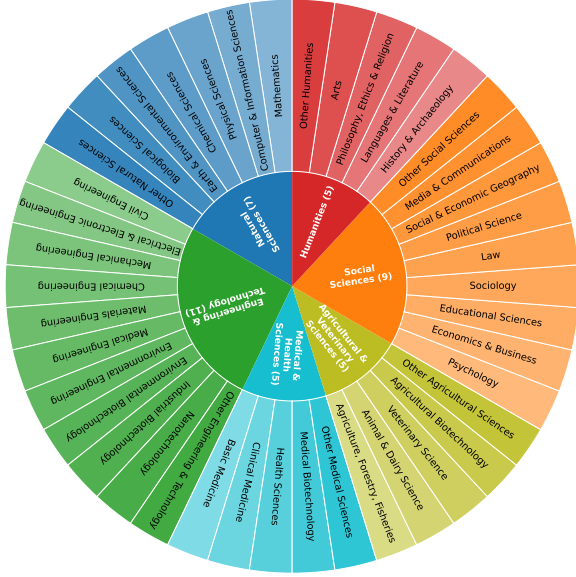 Humanities (5)
Other Humanities
Arts
Philosophy, Ethics & Religion
Languages & Literature
History & Archaeology
Social
Sciences (9)
Other Social Sciences
Media & Communications
Social & Economic Geography
Political Science
Law
Sociology
Educational Sciences
Economics & Business
Psychology
Agricultural &
Veterinary
Sciences (5)
Other Agricultural Sciences
Agricultural Biotechnology
Veterinary Science
Animal & Dairy Science
Agriculture, Forestry, Fisheries
Medical &
Health
Sciences (5)
Other Medical Sciences
Medical Biotechnology
Health Sciences
Clinical Medicine
Basic Medicine
Engineering &
Technology (11)
Other Engineering & Technology
Nanotechnology
Industrial Biotechnology
Environmental Biotechnology
Environmental Engineering
Medical Engineering
Materials Engineering
Chemical Engineering
Mechanical Engineering
Electrical & Electronic Engineering
Civil Engineering
Natural
Sciences (7)
Other Natural Sciences
Biological Sciences
Earth & Environmental Sciences
Chemical Sciences
Physical Sciences
Computer & Information Sciences
Mathematics